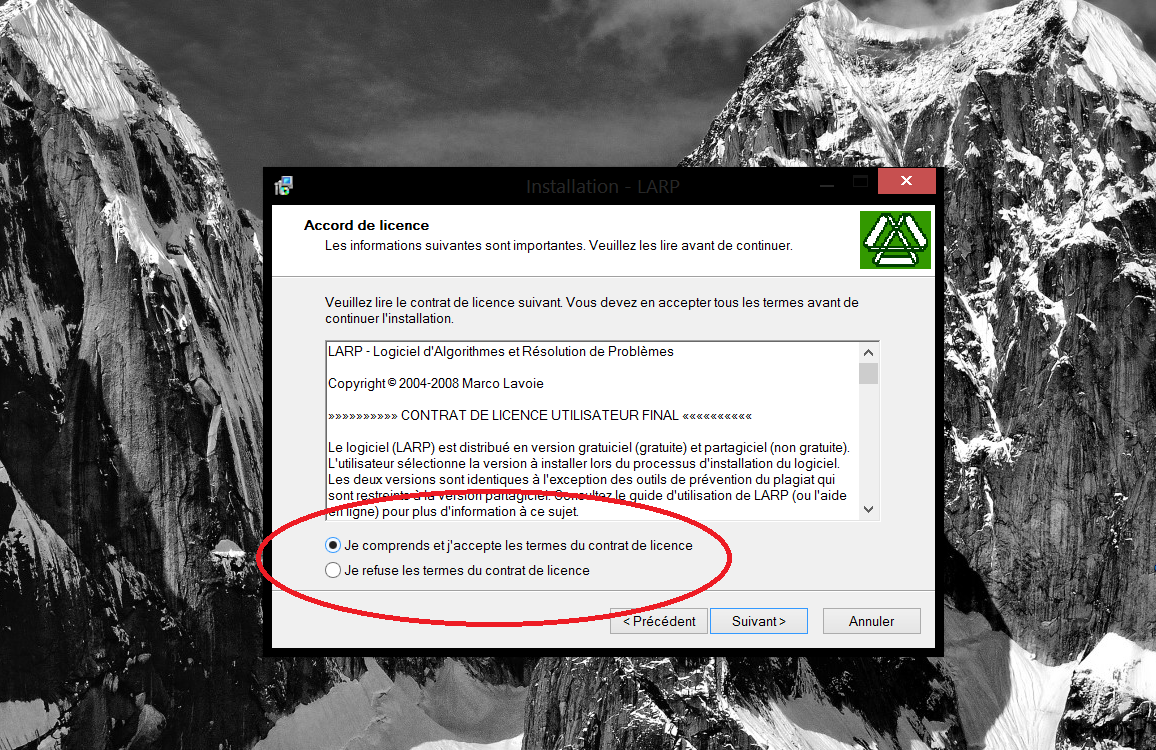 Installation - LARP
Accord de licence
Les informations suivantes sont importantes. Veuillez les lire avant de continuer.
Veuillez lire le contrat de licence suivant. Vous devez en accepter tous les termes avant de
continuer l'installation.
LARP - Logiciel d'Algorithmes et Résolution de Problèmes
Copyright © 2004-2008 Marco Lavoie
»»»»»»»»»» CONTRAT DE LICENCE UTILISATEUR FINAL ««««««««««
Le logiciel (LARP) est distribué en version gratuiciel (gratuite) et partagiciel (non gratuite).
L'utilisateur sélectionne la version à installer lors du processus d'installation du logiciel.
Les deux versions sont identiques à l'exception des outils de prévention du plagiat qui
sont restreints à la version partagiciel. Consultez le guide d'utilisation de LARP (ou l'aide
en ligne) pour plus d'information à ce sujet.
Je comprends et j'accepte les termes du contrat de licence
Je refuse les termes du contrat de licence
< Précédent
Suivant >
Annuler